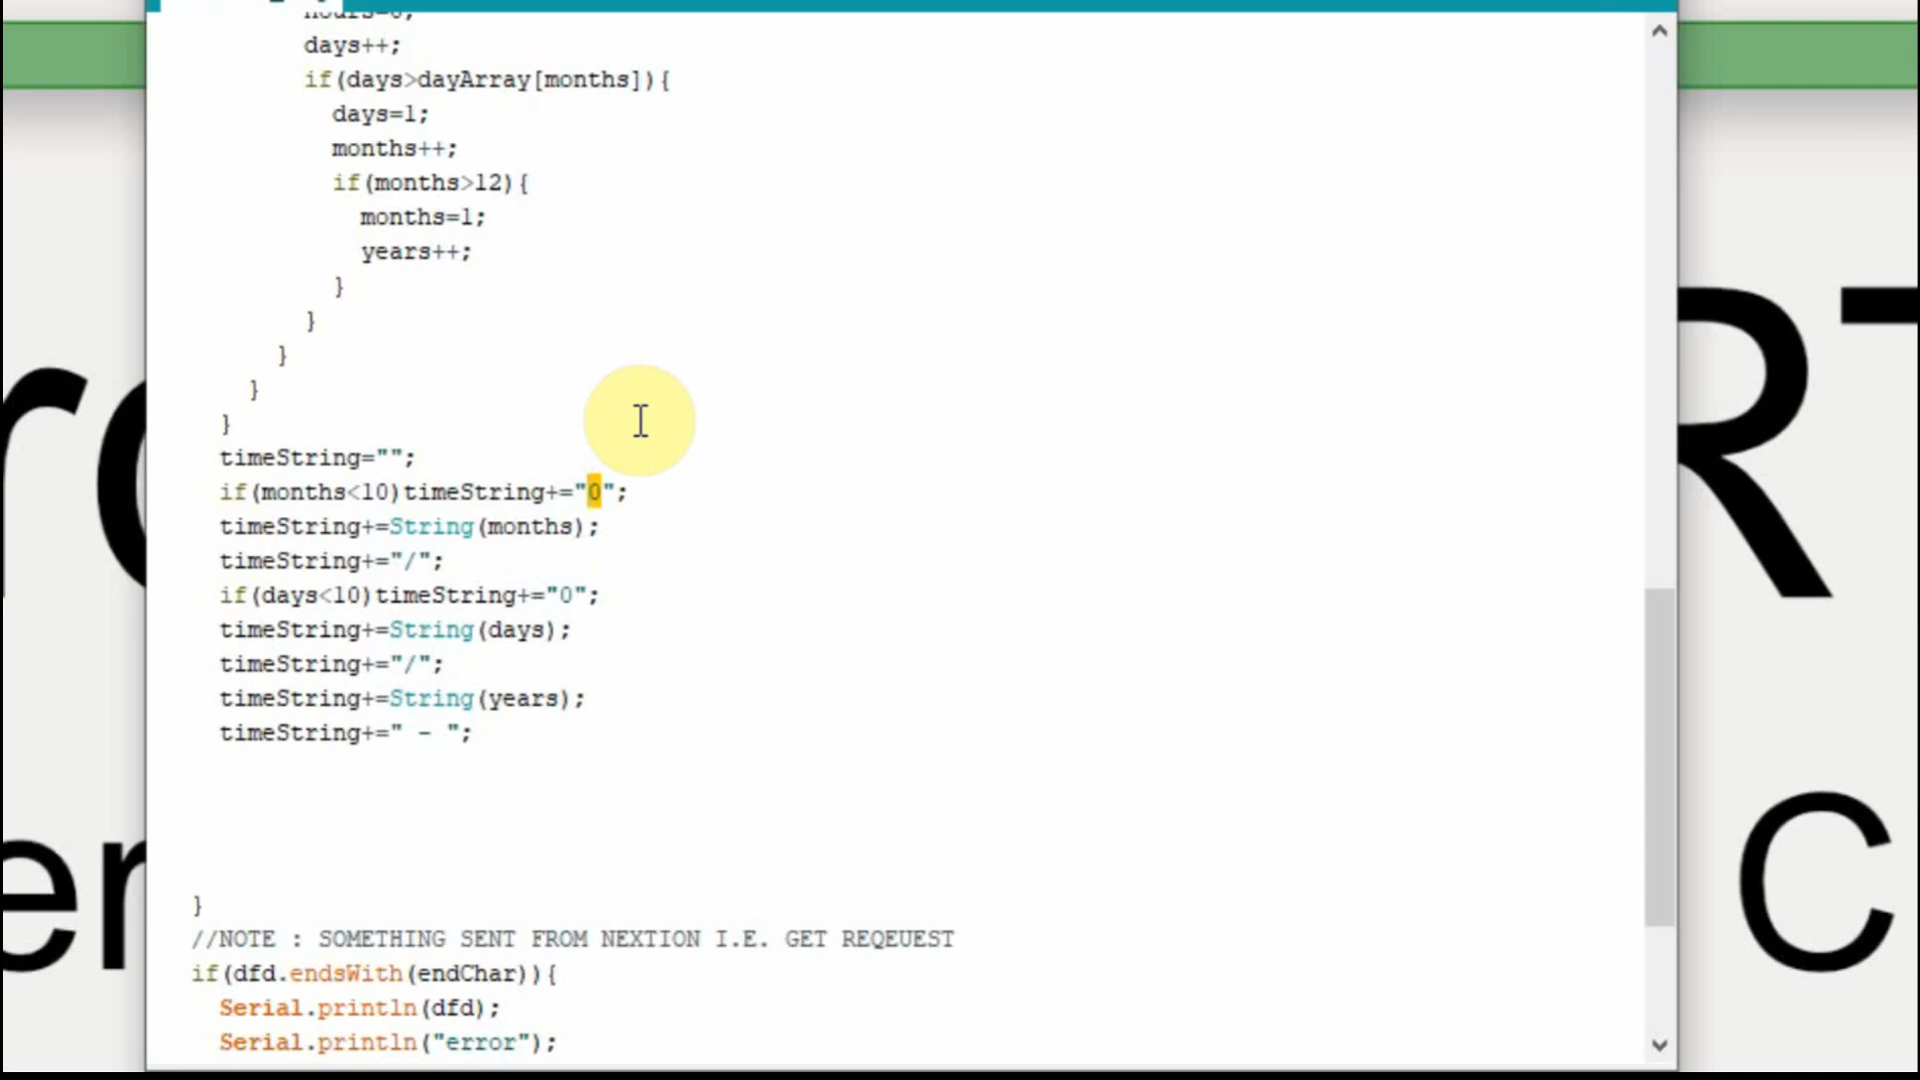 hours=0;
days++;
if(days>dayArray[months]){
days=1;
months++;
if(months>12){
months=1;
years++;
}
}
}
}
}
timeString="";
if(months<10)timeString+="0";
timeString+=String(months);
timeString+="/";
if(days<10)timeString+="0";
timeString+=String(days);
timeString+="/";
timeString+=String(years);
timeString+=" - ";
}
//NOTE : SOMETHING SENT FROM NEXTION I.E. GET REQEUEST
if(dfd.endsWith(endChar)){
Serial.println(dfd);
Serial.println("error");